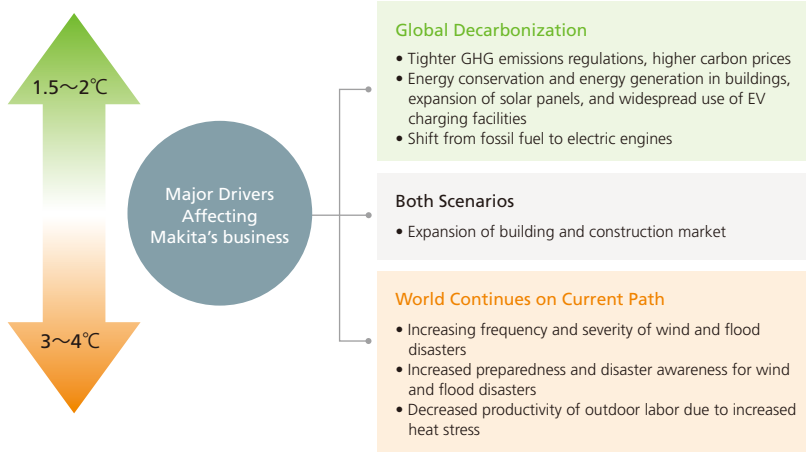 1.5～2℃
3～4℃
Major Drivers
Affecting
Makita's business
Global Decarbonization
• Tighter GHG emissions regulations, higher carbon prices
• Energy conservation and energy generation in buildings,
expansion of solar panels, and widespread use of EV
charging facilities
• Shift from fossil fuel to electric engines
Both Scenarios
• Expansion of building and construction market
World Continues on Current Path
• Increasing frequency and severity of wind and flood
disasters
• Increased preparedness and disaster awareness for wind
and flood disasters
• Decreased productivity of outdoor labor due to increased
heat stress